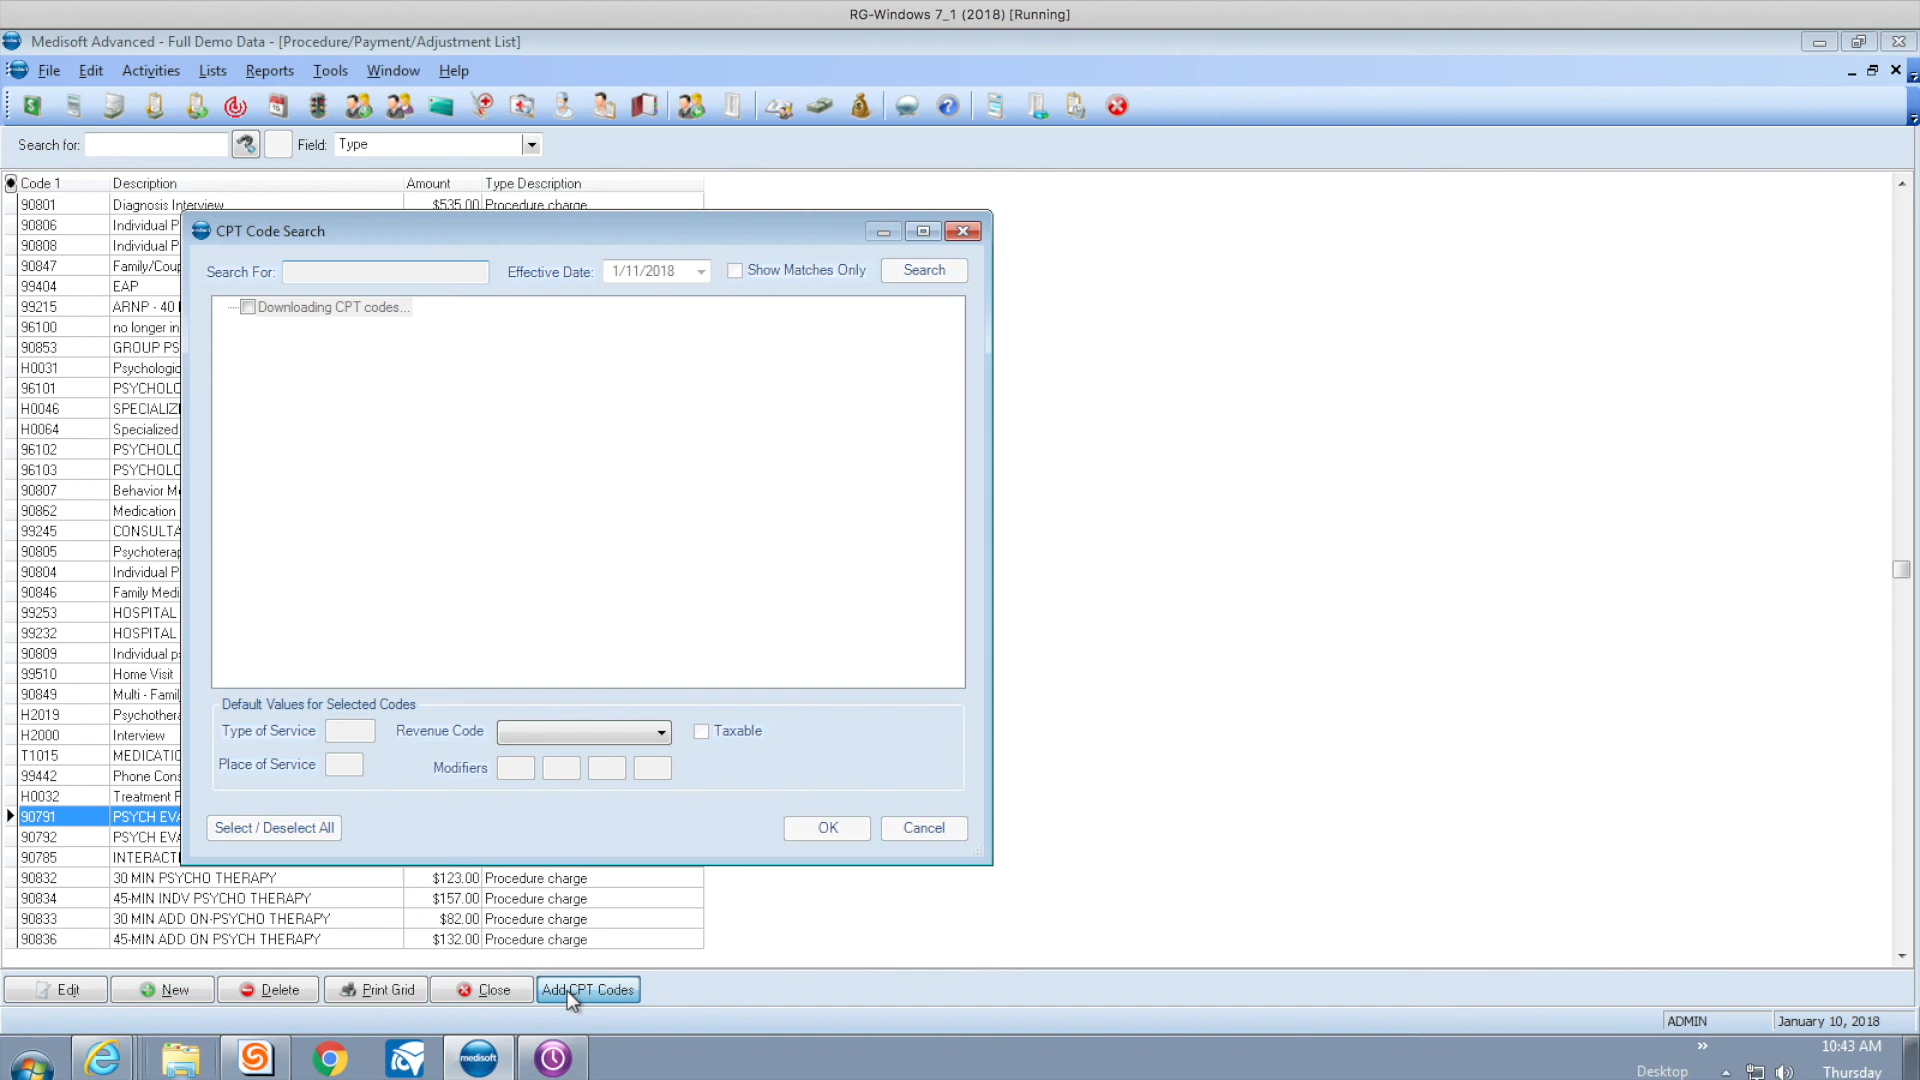 RG-Windows 7_1 (2018) [Running]
Medisoft Advanced - Full Demo Data - [Procedure/Payment/Adjustment List]
File Edit Activities Lists Reports Tools Window Help
Search for: Field: Type
Code 1 Description Amount Type Description
90801 Diagnosis Interview $535.00 Procedure charge
90806 Individual P
90808 Individual P
90847 Family/Coup
99404 EAP
99215 ARNP - 40
96100 no longer in
90853 GROUP PS
H0031 Psychologic
96101 PSYCHOLO
H0046 SPECIALIZ
H0064 Specialized
96102 PSYCHOLO
96103 PSYCHOLO
90807 Behavior Me
90862 Medication
99245 CONSULTA
90805 Psychoterap
90804 Individual P
90846 Family Medi
99253 HOSPITAL
99232 HOSPITAL
90809 Individual p
99510 Home Visit
90849 Multi - Famil
H2019 Psychothera
H2000 Interview
T1015 MEDICATIO
99442 Phone Cons
H0032 Treatment P
90791 PSYCH EVA
90792 PSYCH EVA
90785 INTERACTI
90832 30 MIN PSYCHO THERAPY $123.00 Procedure charge
90834 45-MIN INDV PSYCHO THERAPY $157.00 Procedure charge
90833 30 MIN ADD ON-PSYCHO THERAPY $82.00 Procedure charge
90836 45-MIN ADD ON PSYCH THERAPY $132.00 Procedure charge
CPT Code Search
Search For: Effective Date: 1/11/2018 Show Matches Only Search
Downloading CPT codes...
Default Values for Selected Codes
Type of Service Revenue Code Taxable
Place of Service Modifiers
Select / Deselect All OK Cancel
Edit New Delete Print Grid Close Add CPT Codes
ADMIN January 10, 2018
medisoft
10:43 AM
Desktop Thursday